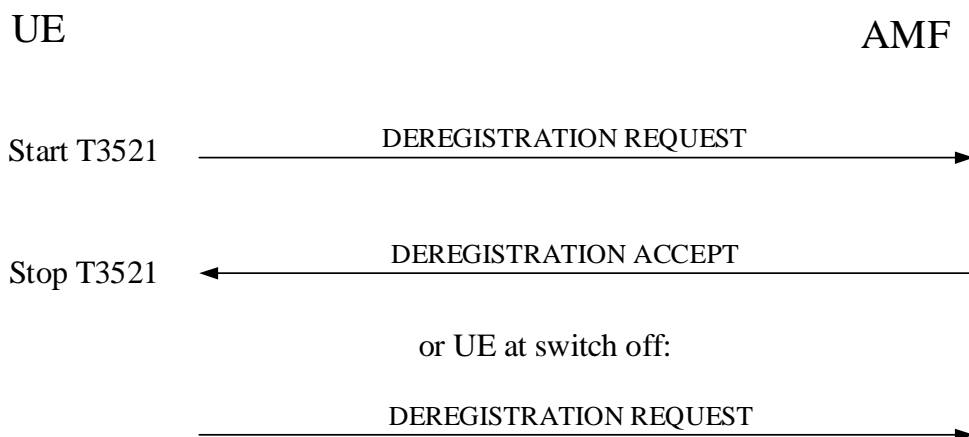 UE
AMF
Start T3521
DEREGISTRATION REQUEST
Stop T3521
DEREGISTRATION ACCEPT
or UE at switch off:
DEREGISTRATION REQUEST